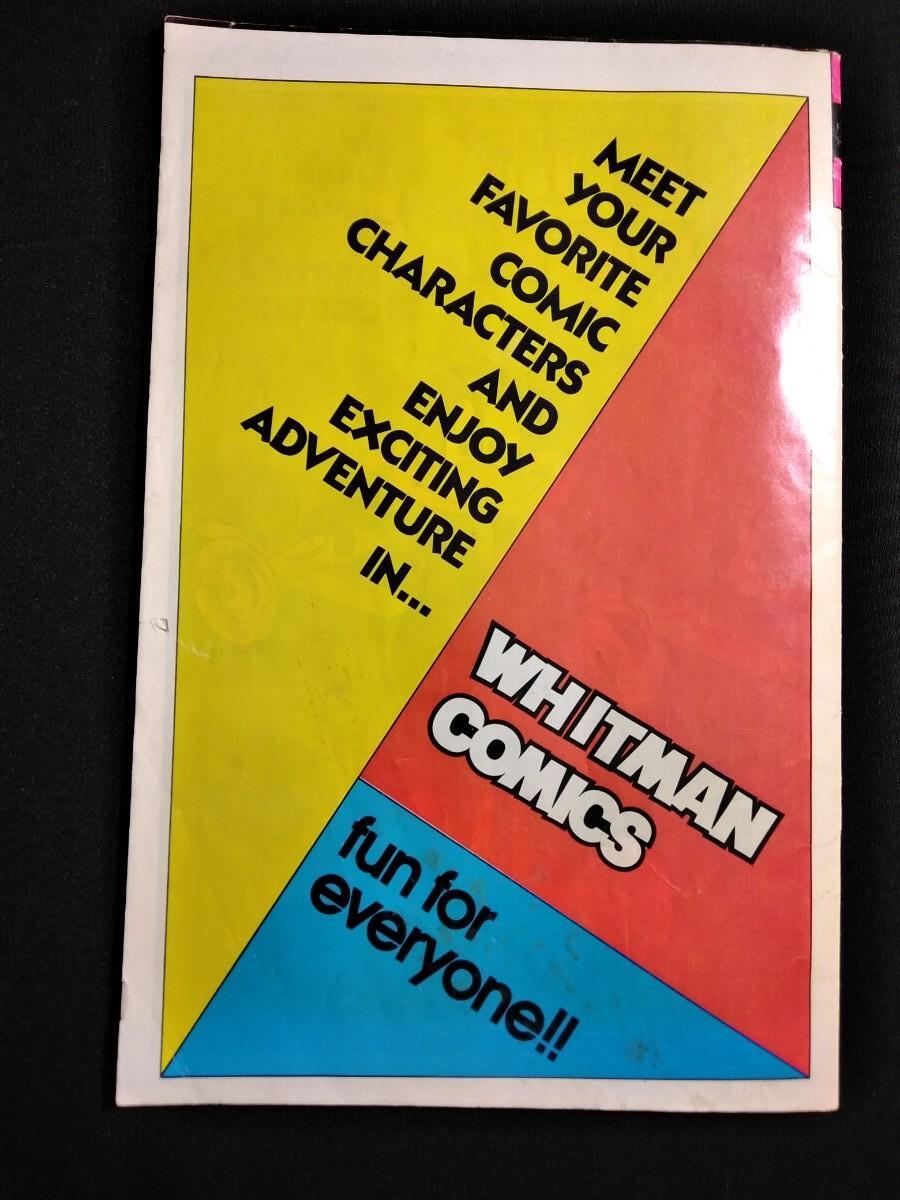 MEET
YOUR
FAVORITE
COMIC
CHARACTERS
AND
ENJOY
EXCITING
ADVENTURE
IN...
WHITMAN
COMICS
fun for
everyone!!